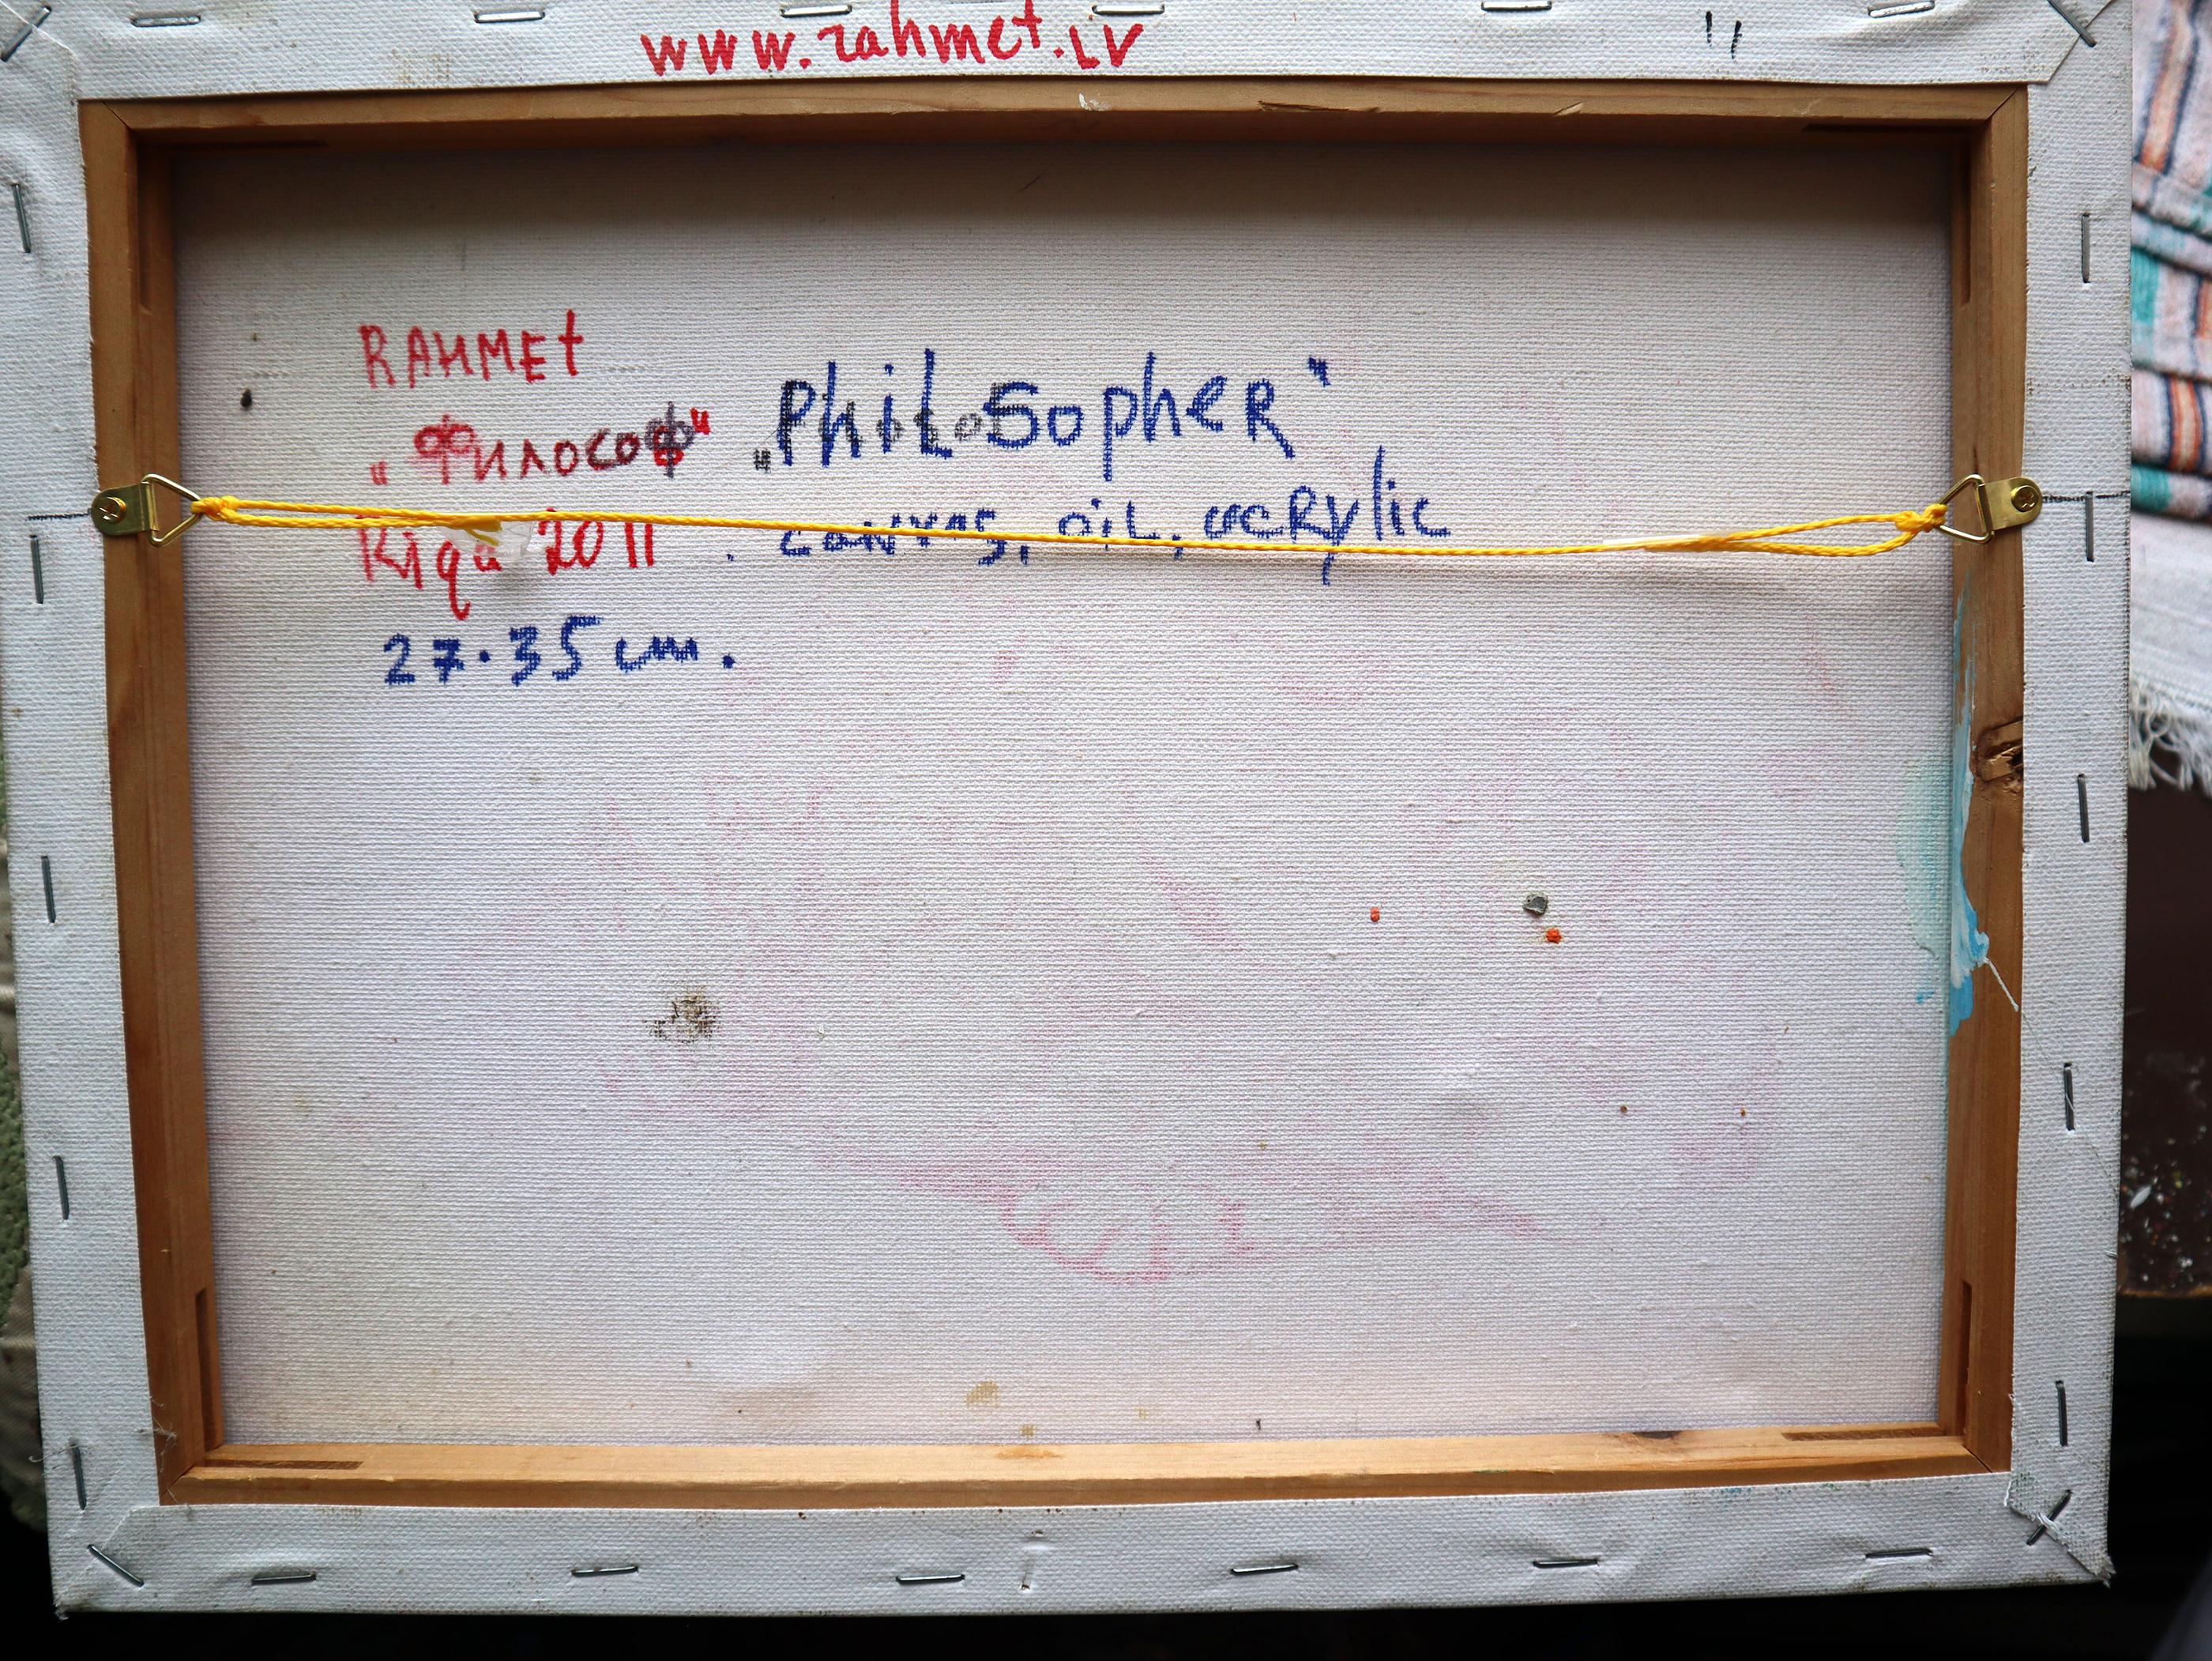 www.rahmet.LV
RAHMEt
"Философ" „PhiLoSopheR"
Riga 2011 . canvas, oiL, acRylic
27.35 cm.